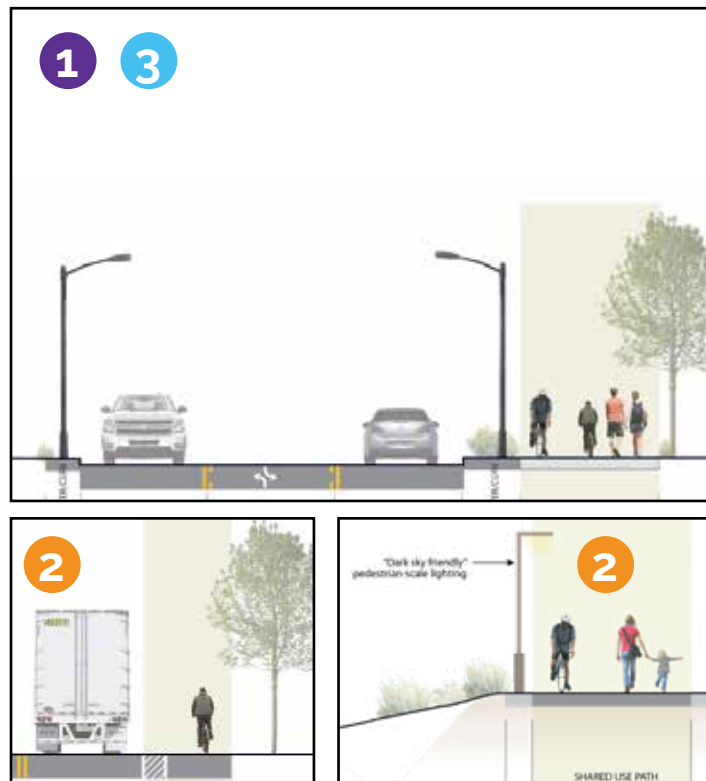 1 3
2
"Dark sky friendly"
pedestrian-scale lighting
2
SHARED USE PATH